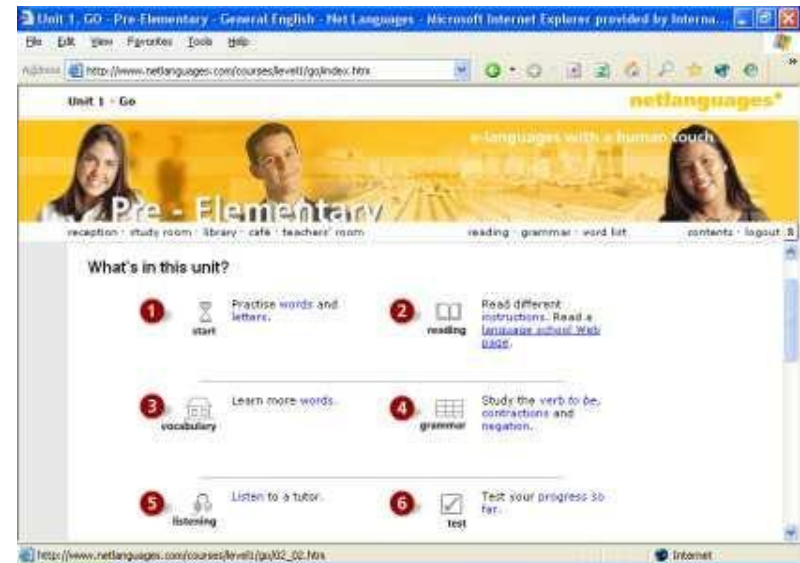 Unit 1, GO - Pre-Elementary - General English - Net Languages - Microsoft Internet Explorer provided by Interna...
File Edit View Favorites Tools Help
Address http://www.netlanguages.com/courses/level1/go/index.htm
Unit 1 - Go
netlanguages*
e-languages with a human touch
Pre - Elementary
reception · study room · library · café · teachers' room reading · grammar · word list contents · logout
What's in this unit?
1 start
Practise words and
letters.
2 reading
Read different
instructions. Read a
language school Web
page.
3 vocabulary
Learn more words.
4 grammar
Study the verb to be,
contractions and
negation.
5 listening
Listen to a tutor.
6 test
Test your progress so
far.
http://www.netlanguages.com/courses/level1/go/02_02.htm Internet